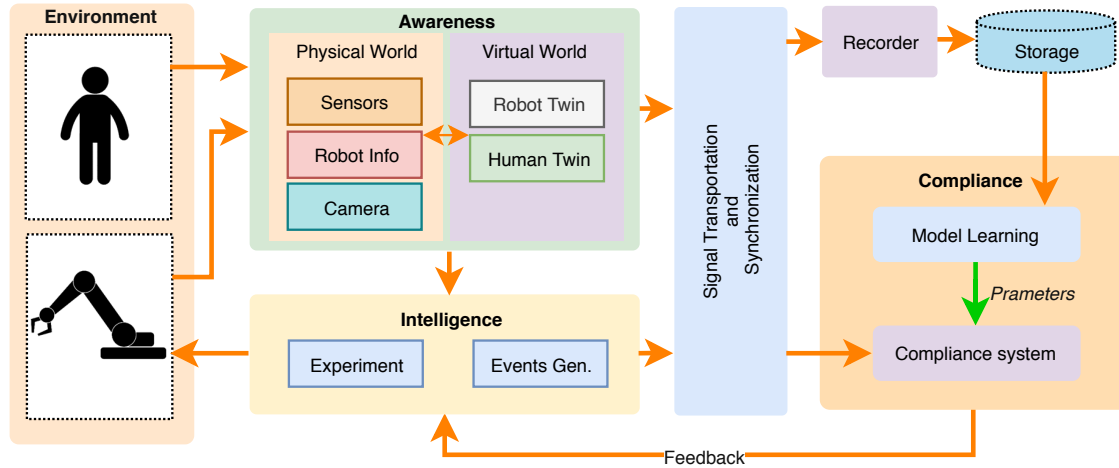 Environment
Awareness
Physical World
Virtual World
Sensors
Robot Info
Camera
Robot Twin
Human Twin
Intelligence
Experiment
Events Gen.
Signal Transportation
and
Synchronization
Recorder
Storage
Compliance
Model Learning
Prameters
Compliance system
Feedback